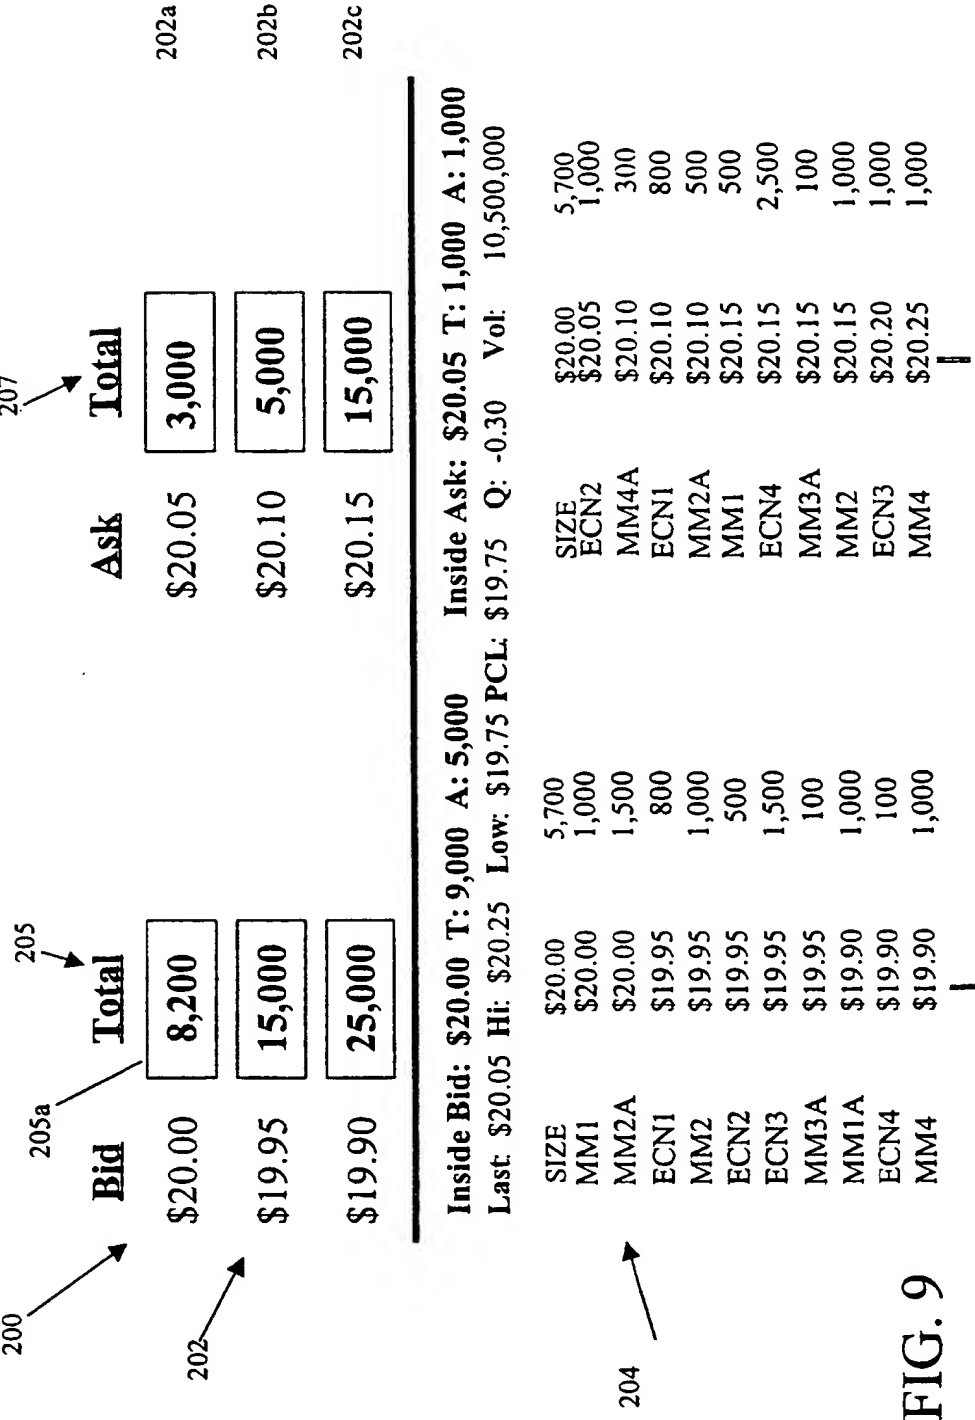 200
205
207
205a
Bid Total Ask Total
$20.00 8,200 $20.05 3,000 202a
202
$19.95 15,000 $20.10 5,000 202b
$19.90 25,000 $20.15 15,000 202c
Inside Bid: $20.00 T: 9,000 A: 5,000 Inside Ask: $20.05 T: 1,000 A: 1,000
Last: $20.05 Hi: $20.25 Low: $19.75 PCL: $19.75 Q: -0.30 Vol: 10,500,000
SIZE $20.00 5,700 SIZE $20.00 5,700
MM1 $20.00 1,000 ECN2 $20.05 1,000
204
MM2A $20.00 1,500 MM4A $20.10 300
ECN1 $19.95 800 ECN1 $20.10 800
MM2 $19.95 1,000 MM2A $20.10 500
ECN2 $19.95 500 MM1 $20.15 500
ECN3 $19.95 1,500 ECN4 $20.15 2,500
MM3A $19.95 100 MM3A $20.15 100
MM1A $19.90 1,000 MM2 $20.15 1,000
ECN4 $19.90 100 ECN3 $20.20 1,000
MM4 $19.90 1,000 MM4 $20.25 1,000
FIG. 9